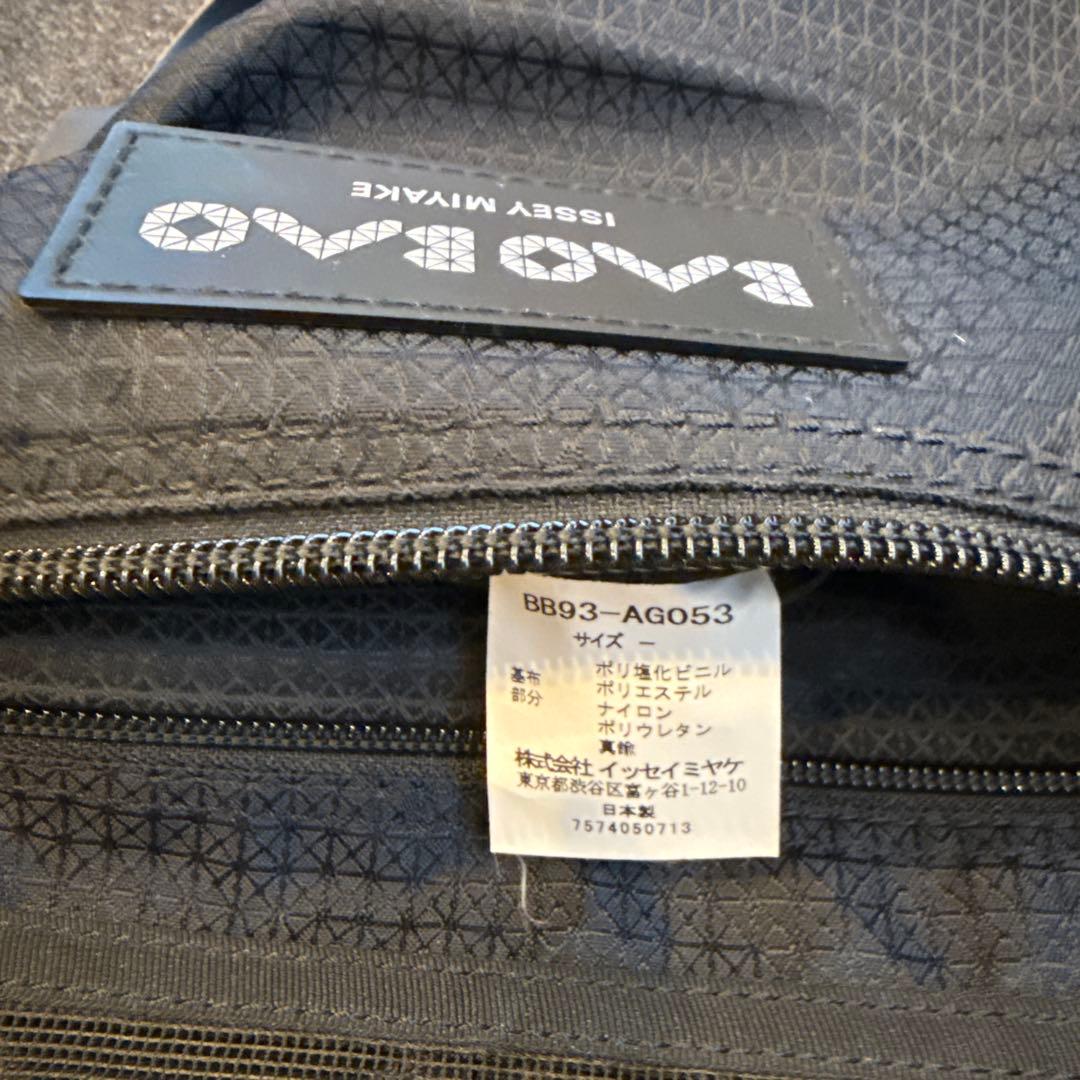 BAO BAO
ISSEY MIYAKE
BB93-AG053
サイズ －
基布 ポリ塩化ビニル
部分 ポリエステル
ナイロン
ポリウレタン
真鍮
株式会社 イッセイミヤケ
東京都渋谷区富ヶ谷1-12-10
日本製
7574050713